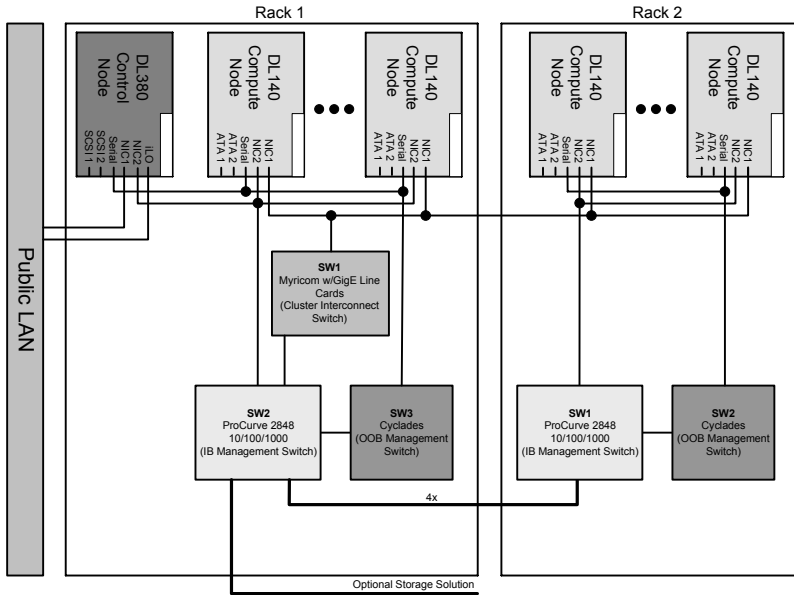 Rack 1
Rack 2
Public LAN
DL380
Control
Node
SCSI 1
SCSI 2
Serial
NIC1
NIC2
iLO
DL140
Compute
Node
ATA 1
ATA 2
Serial
NIC2
NIC1
DL140
Compute
Node
ATA 1
ATA 2
Serial
NIC2
NIC1
DL140
Compute
Node
ATA 1
ATA 2
Serial
NIC2
NIC1
DL140
Compute
Node
ATA 1
ATA 2
Serial
NIC2
NIC1
SW1
Myricom w/GigE Line
Cards
(Cluster Interconnect
Switch)
SW2
ProCurve 2848
10/100/1000
(IB Management Switch)
SW3
Cyclades
(OOB Management
Switch)
SW1
ProCurve 2848
10/100/1000
(IB Management Switch)
SW2
Cyclades
(OOB Management
Switch)
4x
Optional Storage Solution